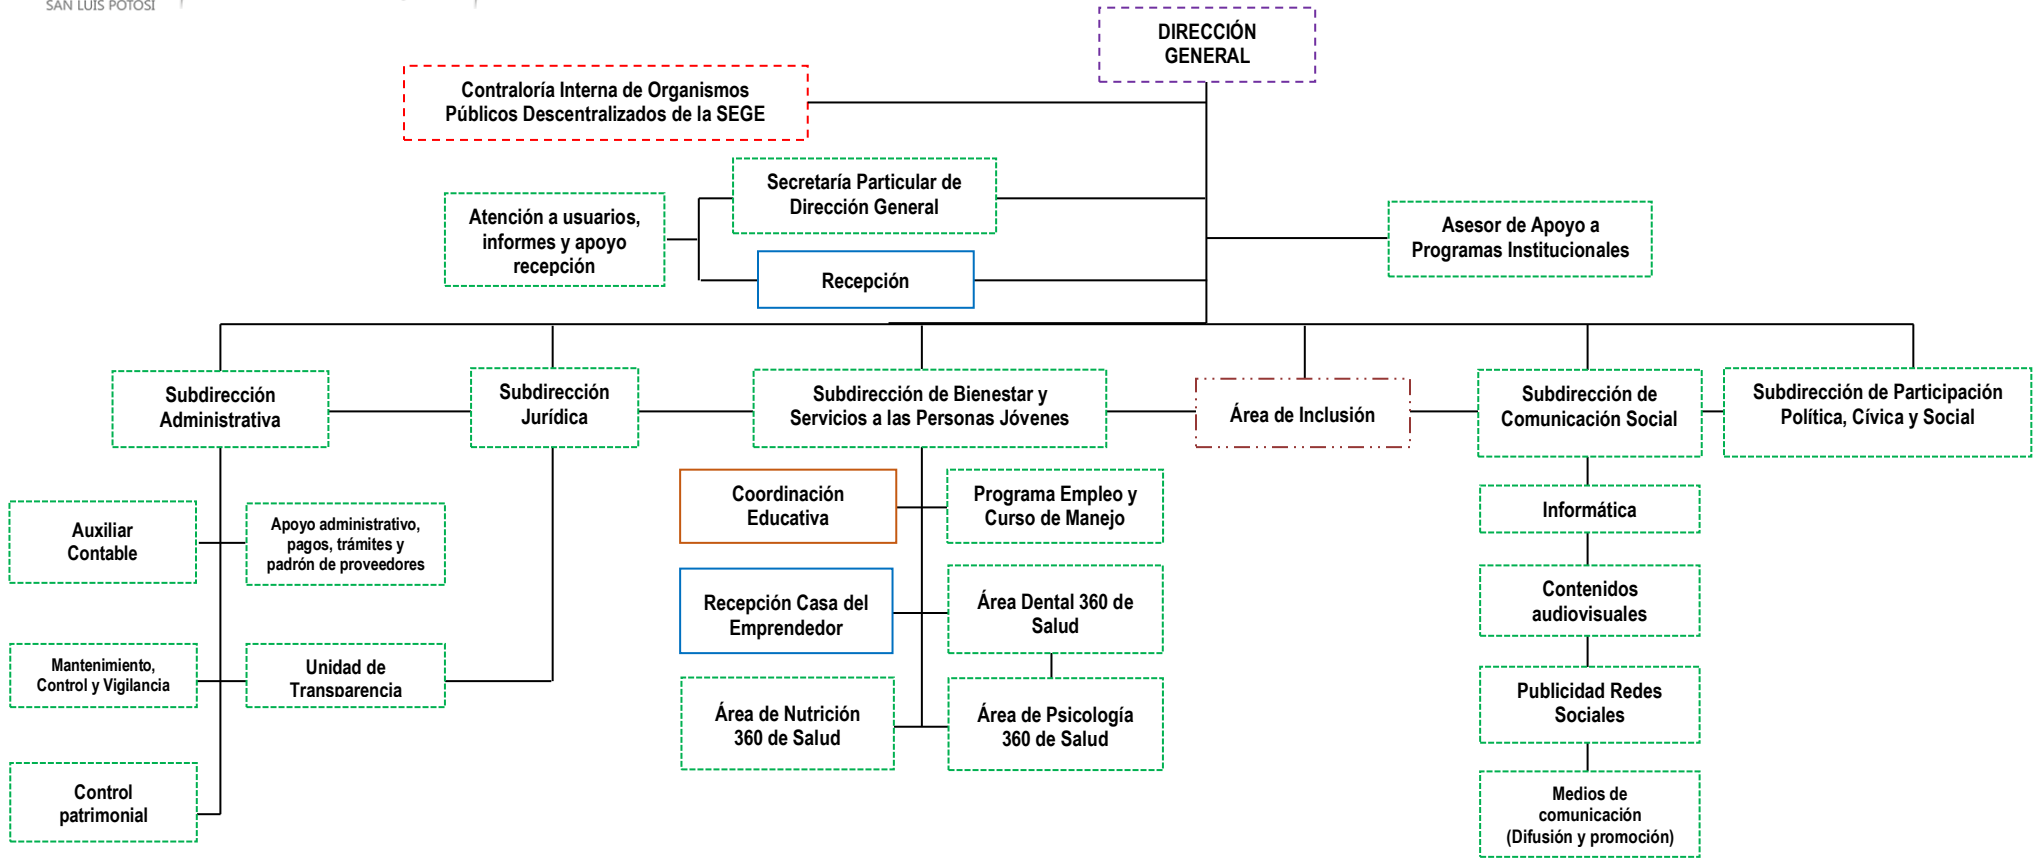 SAN LUIS POTOSÍ
DIRECCIÓN
GENERAL
Contraloría Interna de Organismos
Públicos Descentralizados de la SEGE
Secretaría Particular de
Dirección General
Atención a usuarios,
informes y apoyo
recepción
Asesor de Apoyo a
Programas Institucionales
Recepción
Subdirección
Administrativa
Subdirección
Jurídica
Subdirección de Bienestar y
Servicios a las Personas Jóvenes
Área de Inclusión
Subdirección de
Comunicación Social
Subdirección de Participación
Política, Cívica y Social
Auxiliar
Contable
Apoyo administrativo,
pagos, trámites y
padrón de proveedores
Coordinación
Educativa
Programa Empleo y
Curso de Manejo
Informática
Recepción Casa del
Emprendedor
Área Dental 360 de
Salud
Contenidos
audiovisuales
Mantenimiento,
Control y Vigilancia
Unidad de
Transparencia
Área de Nutrición
360 de Salud
Área de Psicología
360 de Salud
Publicidad Redes
Sociales
Control
patrimonial
Medios de
comunicación
(Difusión y promoción)